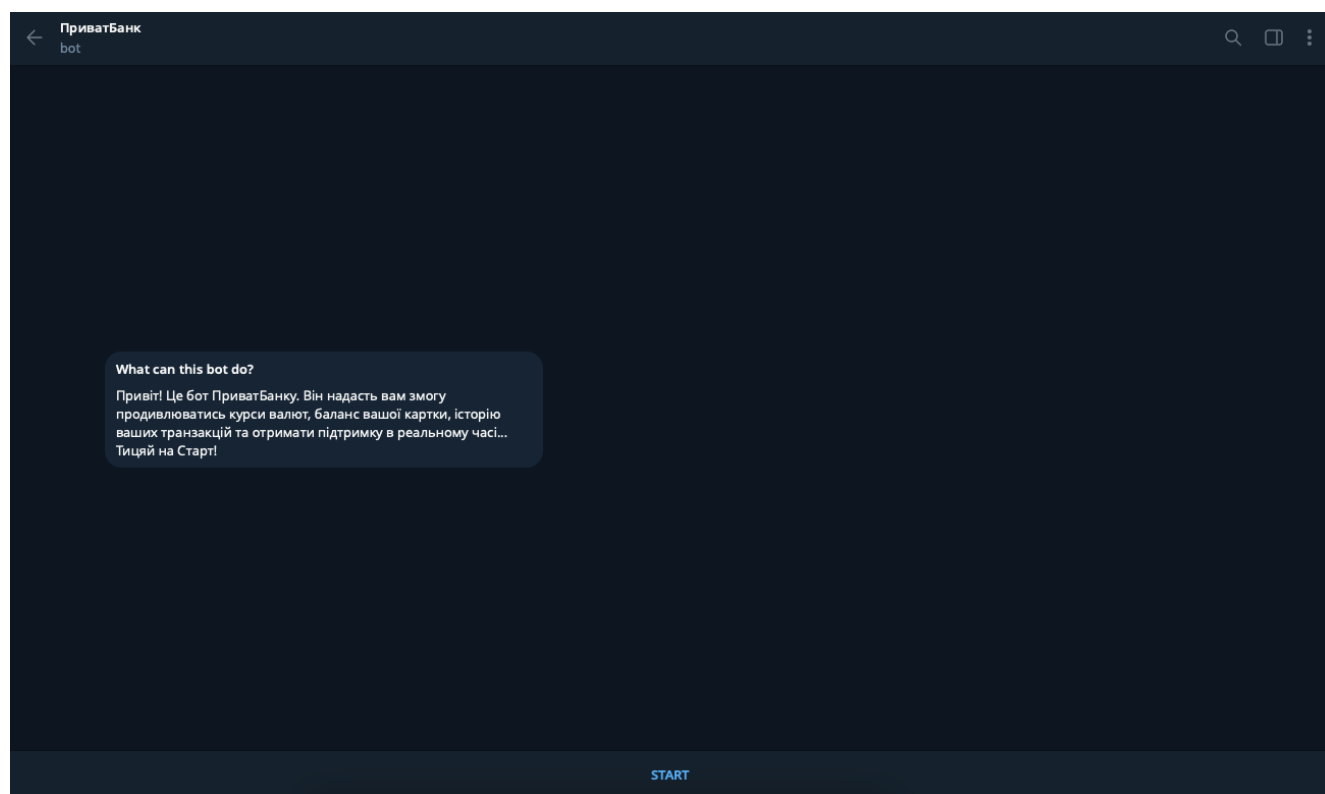 ПриватБанк
bot
What can this bot do?
Привіт! Це бот ПриватБанку. Він надасть вам змогу
продивлюватись курси валют, баланс вашої картки, історію
ваших транзакцій та отримати підтримку в реальному часі...
Тицяй на Старт!
START